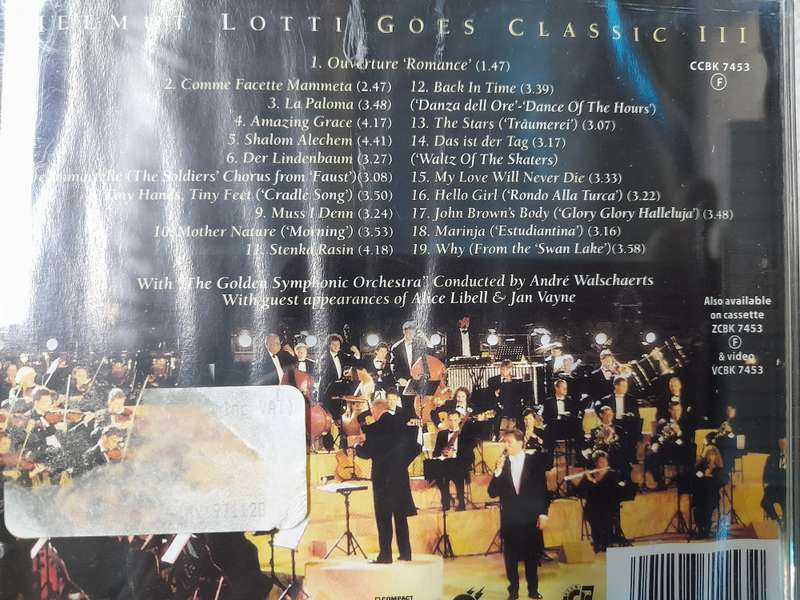 HELMUT LOTTI GOES CLASSIC III
1. Ouverture 'Romance' (1.47)
2. Comme Facette Mammeta (2.47)
3. La Paloma (3.48)
4. Amazing Grace (4.17)
5. Shalom Alechem (4.41)
6. Der Lindenbaum (3.27)
(The Soldiers' Chorus from 'Faust') (3.08)
Tiny Hands, Tiny Feet ('Cradle Song') (3.50)
9. Muss I Denn (3.24)
10. Mother Nature ('Morning') (3.53)
11. Stenka Rasin (4.18)
12. Back In Time (3.39)
('Danza dell Ore'-'Dance Of The Hours')
13. The Stars ('Träumerei') (3.07)
14. Das ist der Tag (3.17)
('Waltz Of The Skaters)
15. My Love Will Never Die (3.33)
16. Hello Girl ('Rondo Alla Turca') (3.22)
17. John Brown's Body ('Glory Glory Halleluja') (3.48)
18. Marinja ('Estudiantina') (3.16)
19. Why (From the 'Swan Lake') (3.58)
With "The Golden Symphonic Orchestra" Conducted by André Walschaerts
With guest appearances of Alice Libell & Jan Vayne
CCBK 7453
F
Also available
on cassette
ZCBK 7453
F
& video
VCBK 7453
COMPACT